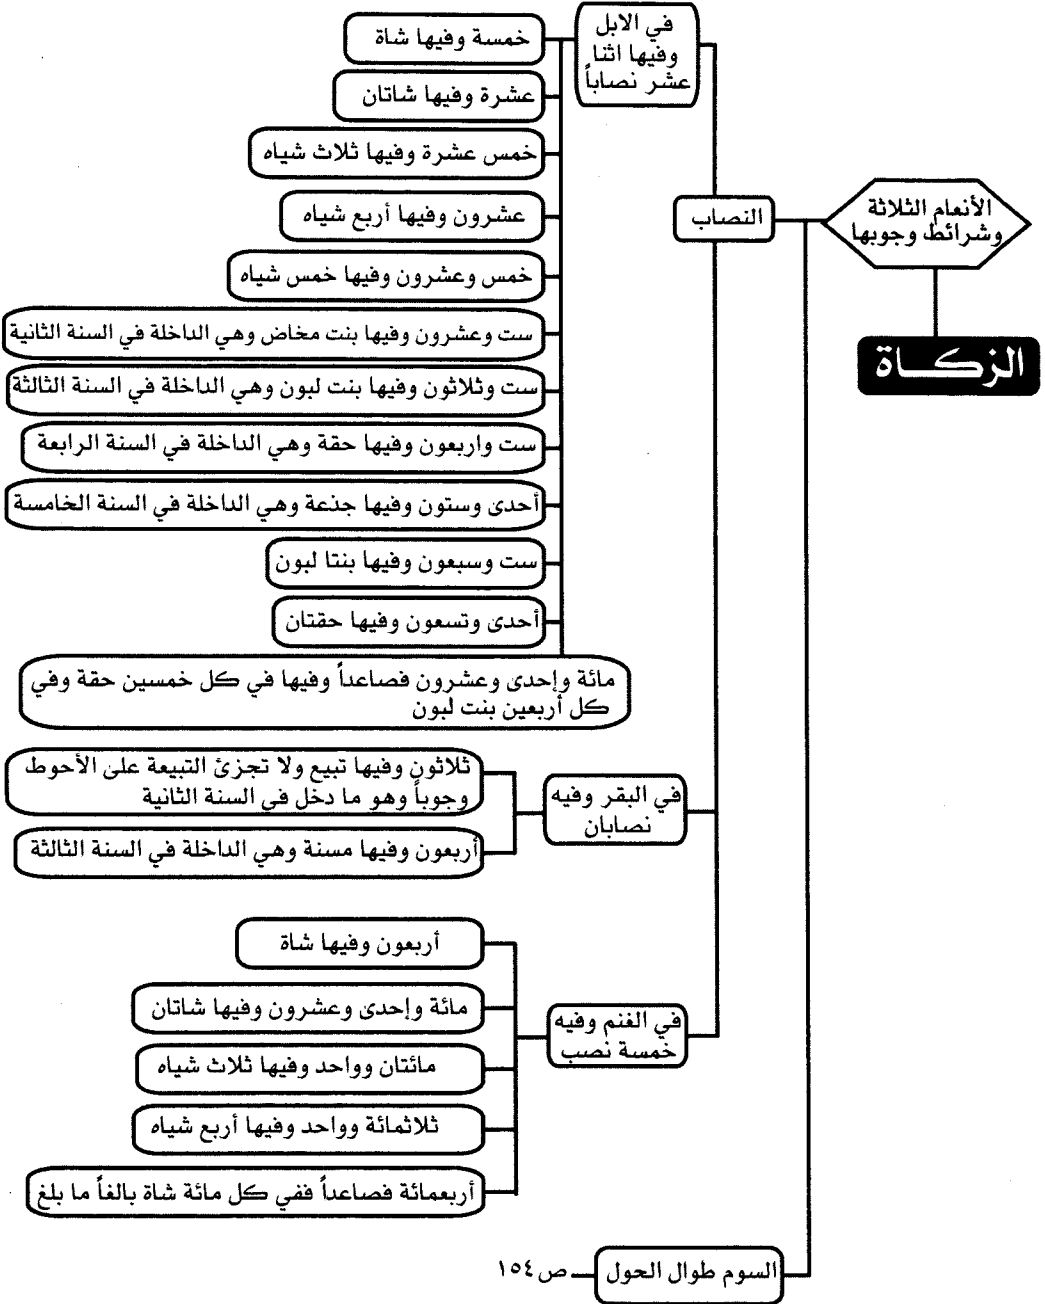 الزكاة
الأنعام الثلاثة
وشرائط وجوبها
النصاب
في الابل
وفيها اثنا
عشر نصاباً
خمسة وفيها شاة
عشرة وفيها شاتان
خمس عشرة وفيها ثلاث شياه
عشرون وفيها أربع شياه
خمس وعشرون وفيها خمس شياه
ست وعشرون وفيها بنت مخاض وهي الداخلة في السنة الثانية
ست وثلاثون وفيها بنت لبون وهي الداخلة في السنة الثالثة
ست واربعون وفيها حقة وهي الداخلة في السنة الرابعة
أحدى وستون وفيها جذعة وهي الداخلة في السنة الخامسة
ست وسبعون وفيها بنتا لبون
أحدى وتسعون وفيها حقتان
مائة وإحدى وعشرون فصاعداً وفيها في كل خمسين حقة وفي
كل أربعين بنت لبون
في البقر وفيه
نصابان
ثلاثون وفيها تبيع ولا تجزئ التبيعة على الأحوط
وجوباً وهو ما دخل في السنة الثانية
أربعون وفيها مسنة وهي الداخلة في السنة الثالثة
في الغنم وفيه
خمسة نصب
أربعون وفيها شاة
مائة وإحدى وعشرون وفيها شاتان
مائتان وواحد وفيها ثلاث شياه
ثلاثمائة وواحد وفيها أربع شياه
أربعمائة فصاعداً ففي كل مائة شاة بالغاً ما بلغ
السوم طوال الحول
ص ١٥٤